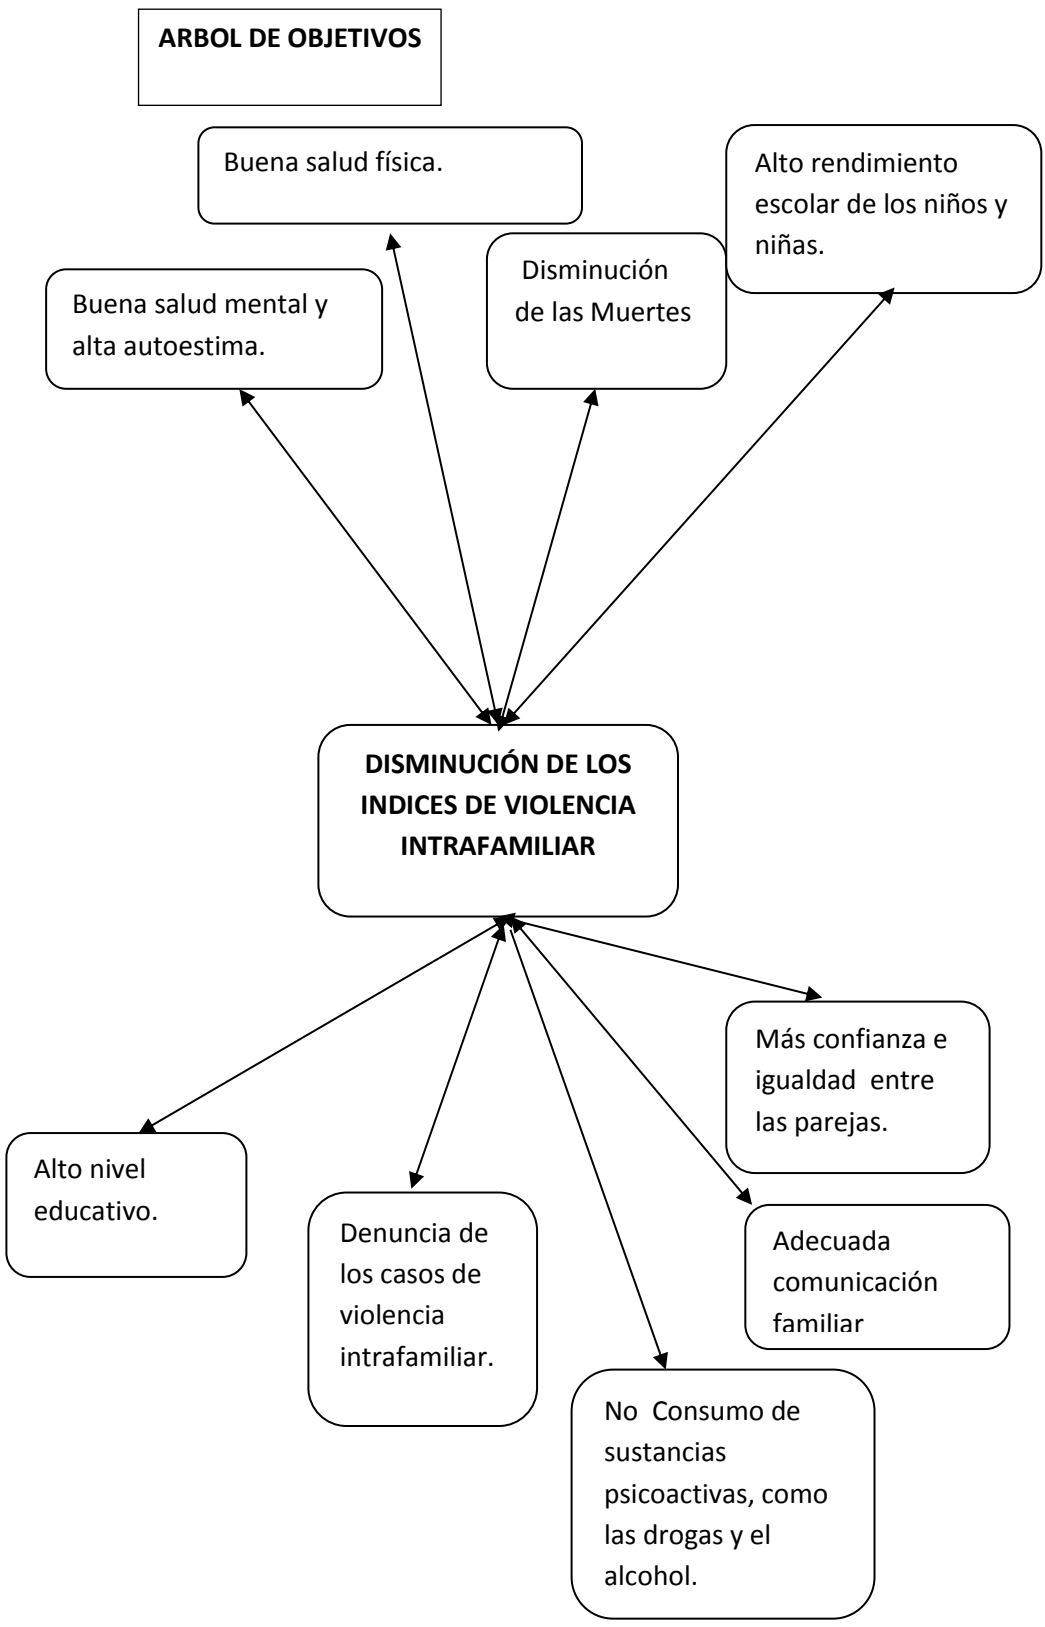 ARBOL DE OBJETIVOS
Buena salud física.
Alto rendimiento
escolar de los niños y
niñas.
Disminución
de las Muertes
Buena salud mental y
alta autoestima.
DISMINUCIÓN DE LOS
INDICES DE VIOLENCIA
INTRAFAMILIAR
Más confianza e
igualdad entre
las parejas.
Alto nivel
educativo.
Denuncia de
los casos de
violencia
intrafamiliar.
Adecuada
comunicación
familiar
No Consumo de
sustancias
psicoactivas, como
las drogas y el
alcohol.